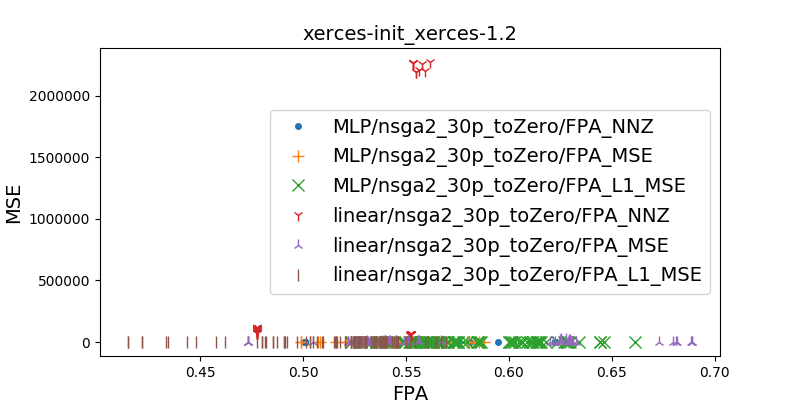 xerces-init_xerces-1.2
MSE
2000000
1500000
1000000
500000
0
MLP/nsga2_30p_toZero/FPA_NNZ
MLP/nsga2_30p_toZero/FPA_MSE
MLP/nsga2_30p_toZero/FPA_L1_MSE
linear/nsga2_30p_toZero/FPA_NNZ
linear/nsga2_30p_toZero/FPA_MSE
linear/nsga2_30p_toZero/FPA_L1_MSE
0.45 0.50 0.55 0.60 0.65 0.70
FPA